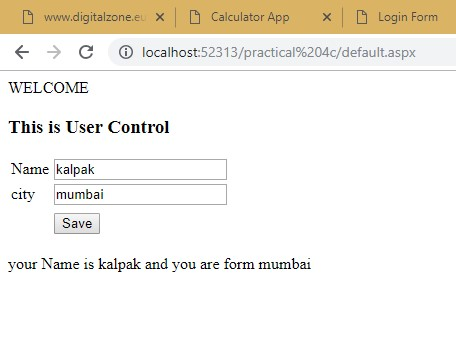 www.digitalzone.eu
Calculator App
Login Form
localhost:52313/practical%204c/default.aspx
WELCOME
This is User Control
Name kalpak
city mumbai
Save
your Name is kalpak and you are form mumbai